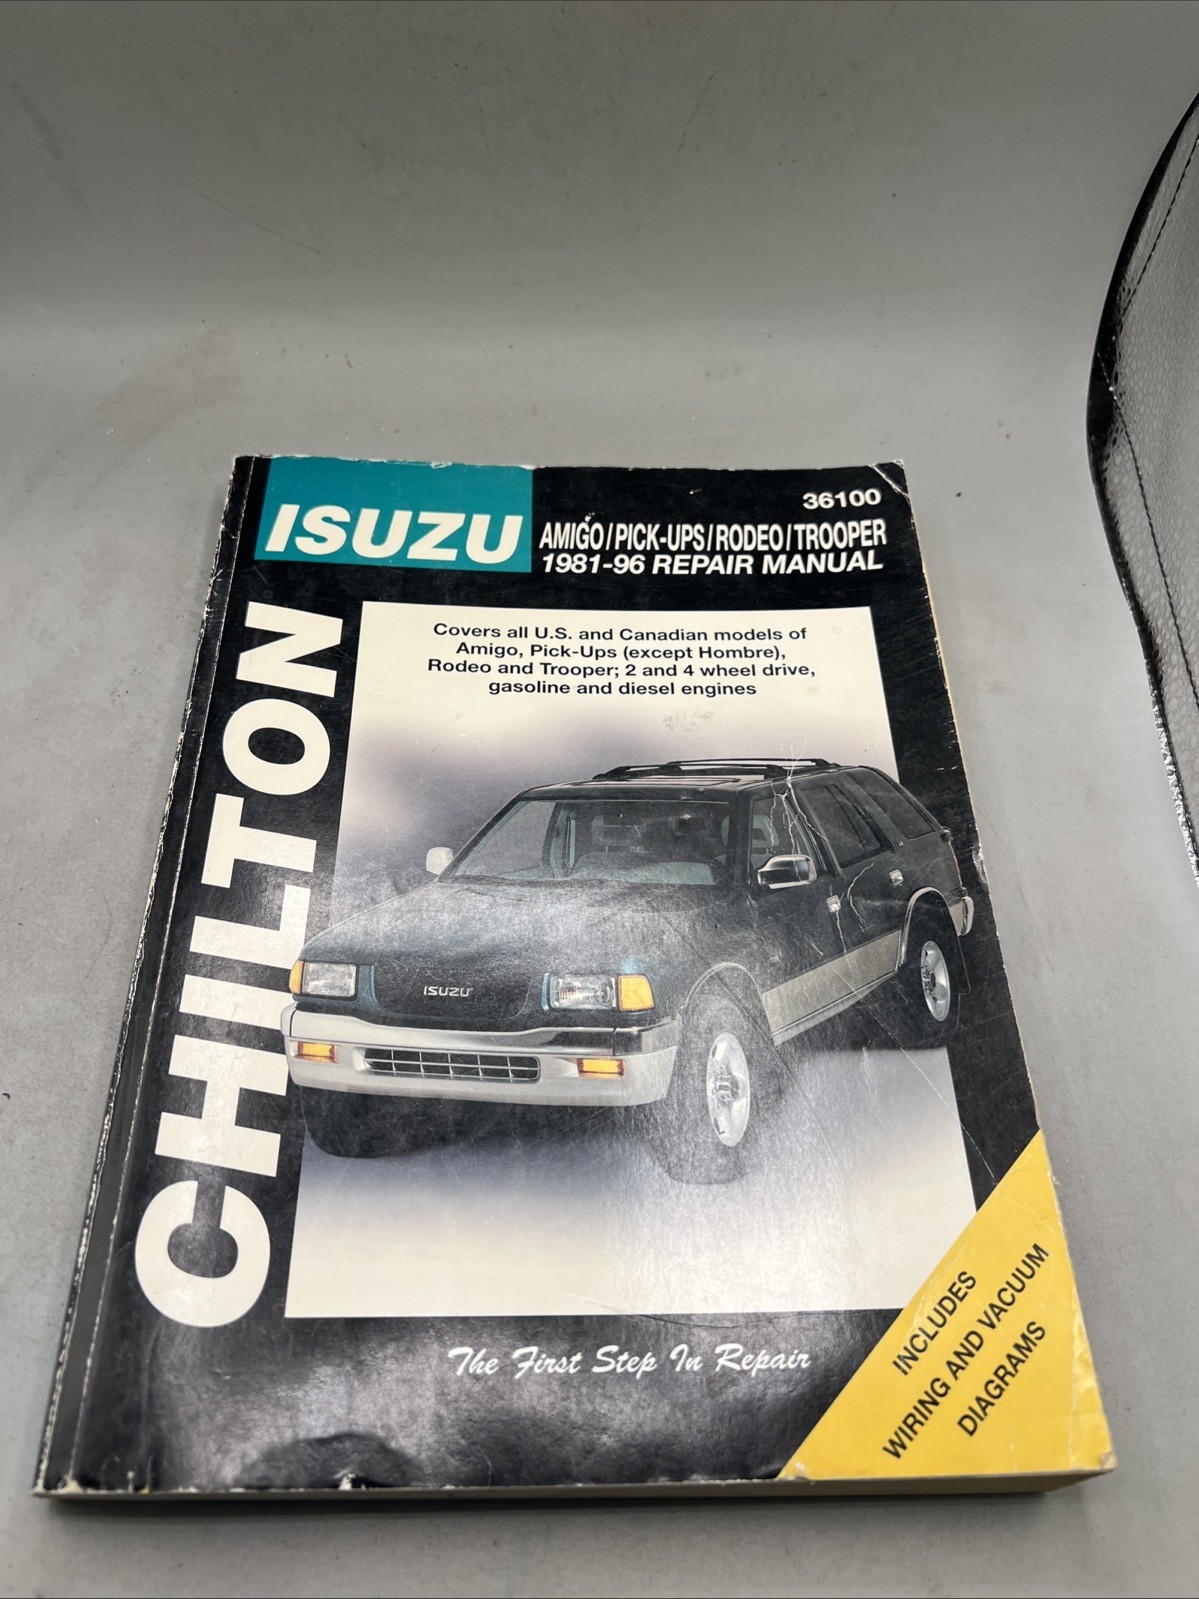 36100
ISUZU
AMIGO/PICK-UPS/RODEO/TROOPER
1981-96 REPAIR MANUAL
CHILTON
Covers all U.S. and Canadian models of
Amigo, Pick-Ups (except Hombre),
Rodeo and Trooper; 2 and 4 wheel drive,
gasoline and diesel engines
ISUZU
The First Step In Repair
INCLUDES
WIRING AND VACUUM
DIAGRAMS